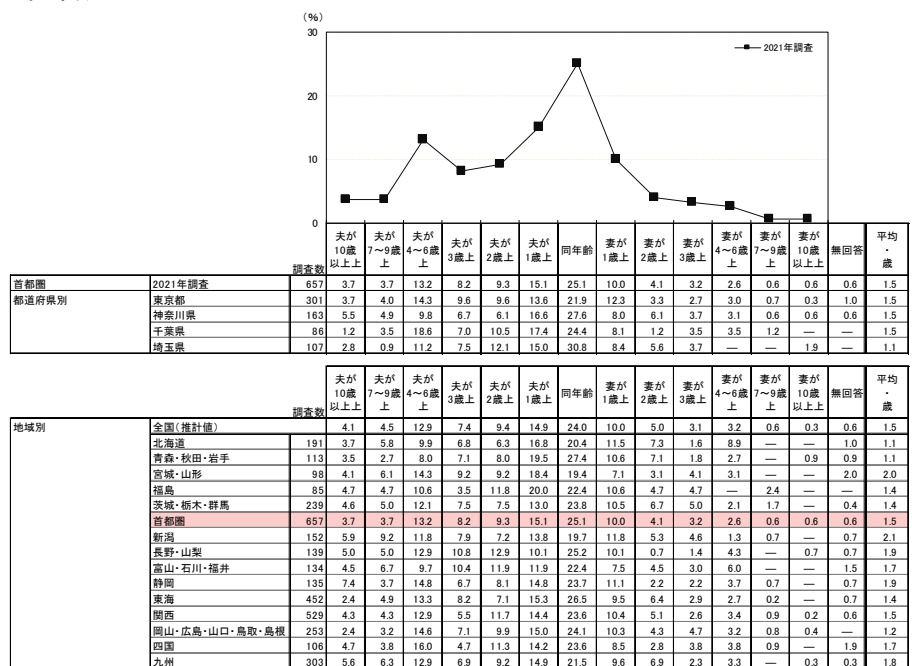 (%)
30
20
10
0
2021年調査
調査数 夫が10歳以上上 夫が7～9歳上 夫が4～6歳上 夫が3歳上 夫が2歳上 夫が1歳上 同年齢 妻が1歳上 妻が2歳上 妻が3歳上 妻が4～6歳上 妻が7～9歳上 妻が10歳以上上 無回答 平均・歳
首都圏 2021年調査 657 3.7 3.7 13.2 8.2 9.3 15.1 25.1 10.0 4.1 3.2 2.6 0.6 0.6 0.6 1.5
都道府県別 東京都 301 3.7 4.0 14.3 9.6 9.6 13.6 21.9 12.3 3.3 2.7 3.0 0.7 0.3 1.0 1.5
神奈川県 163 5.5 4.9 9.8 6.7 6.1 16.6 27.6 8.0 6.1 3.7 3.1 0.6 0.6 0.6 1.5
千葉県 86 1.2 3.5 18.6 7.0 10.5 17.4 24.4 8.1 1.2 3.5 3.5 1.2 — — 1.5
埼玉県 107 2.8 0.9 11.2 7.5 12.1 15.0 30.8 8.4 5.6 3.7 — — 1.9 — 1.1
調査数 夫が10歳以上上 夫が7～9歳上 夫が4～6歳上 夫が3歳上 夫が2歳上 夫が1歳上 同年齢 妻が1歳上 妻が2歳上 妻が3歳上 妻が4～6歳上 妻が7～9歳上 妻が10歳以上上 無回答 平均・歳
地域別 全国(推計値) 4.1 4.5 12.9 7.4 9.4 14.9 24.0 10.0 5.0 3.1 3.2 0.6 0.3 0.6 1.5
北海道 191 3.7 5.8 9.9 6.8 6.3 16.8 20.4 11.5 7.3 1.6 8.9 — — 1.0 1.1
青森・秋田・岩手 113 3.5 2.7 8.0 7.1 8.0 19.5 27.4 10.6 7.1 1.8 2.7 — 0.9 0.9 1.1
宮城・山形 98 4.1 6.1 14.3 9.2 9.2 18.4 19.4 7.1 3.1 4.1 3.1 — — 2.0 2.0
福島 85 4.7 4.7 10.6 3.5 11.8 20.0 22.4 10.6 4.7 4.7 — 2.4 — — 1.4
茨城・栃木・群馬 239 4.6 5.0 12.1 7.5 7.5 13.0 23.8 10.5 6.7 5.0 2.1 1.7 — 0.4 1.4
首都圏 657 3.7 3.7 13.2 8.2 9.3 15.1 25.1 10.0 4.1 3.2 2.6 0.6 0.6 0.6 1.5
新潟 152 5.9 9.2 11.8 7.9 7.2 13.8 19.7 11.8 5.3 4.6 1.3 0.7 — 0.7 2.1
長野・山梨 139 5.0 5.0 12.9 10.8 12.9 10.1 25.2 10.1 0.7 1.4 4.3 — 0.7 0.7 1.9
富山・石川・福井 134 4.5 6.7 9.7 10.4 11.9 11.9 22.4 7.5 4.5 3.0 6.0 — — 1.5 1.7
静岡 135 7.4 3.7 14.8 6.7 8.1 14.8 23.7 11.1 2.2 2.2 3.7 0.7 — 0.7 1.9
東海 452 2.4 4.9 13.3 8.2 7.1 15.3 26.5 9.5 6.4 2.9 2.7 0.2 — 0.7 1.4
関西 529 4.3 4.3 12.9 5.5 11.7 14.4 23.6 10.4 5.1 2.6 3.4 0.9 0.2 0.6 1.5
岡山・広島・山口・鳥取・島根 253 2.4 3.2 14.6 7.1 9.9 15.0 24.1 10.3 4.3 4.7 3.2 0.8 0.4 — 1.2
四国 106 4.7 3.8 16.0 4.7 11.3 14.2 23.6 8.5 2.8 3.8 3.8 0.9 — 1.9 1.7
九州 303 5.6 6.3 12.9 6.9 9.2 14.9 21.5 9.6 6.9 2.3 3.3 — 0.3 0.3 1.8